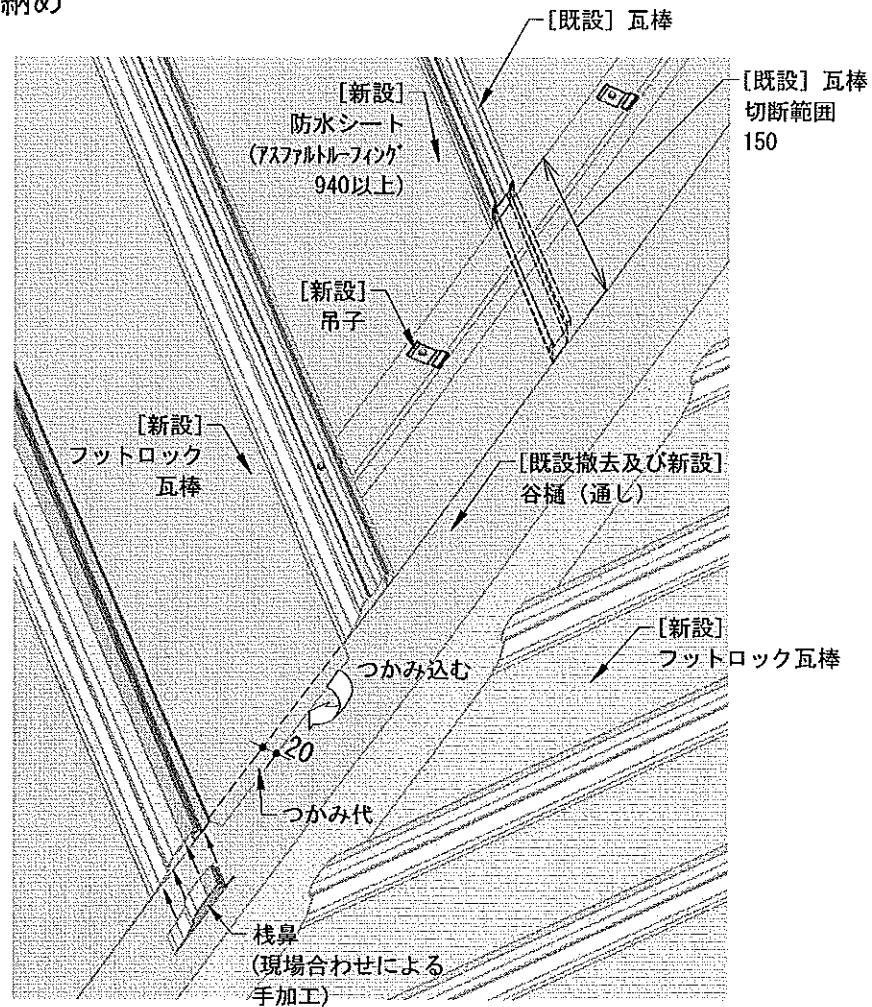 納め
[既設] 瓦棒
[新設]
防水シート
(アスファルトルーフィング
940以上)
[既設] 瓦棒
切断範囲
150
[新設]
吊子
[新設]
フットロック
瓦棒
[既設撤去及び新設]
谷樋（通し）
[新設]
フットロック瓦棒
つかみ込む
20
つかみ代
桟鼻
(現場合わせによる
手加工)